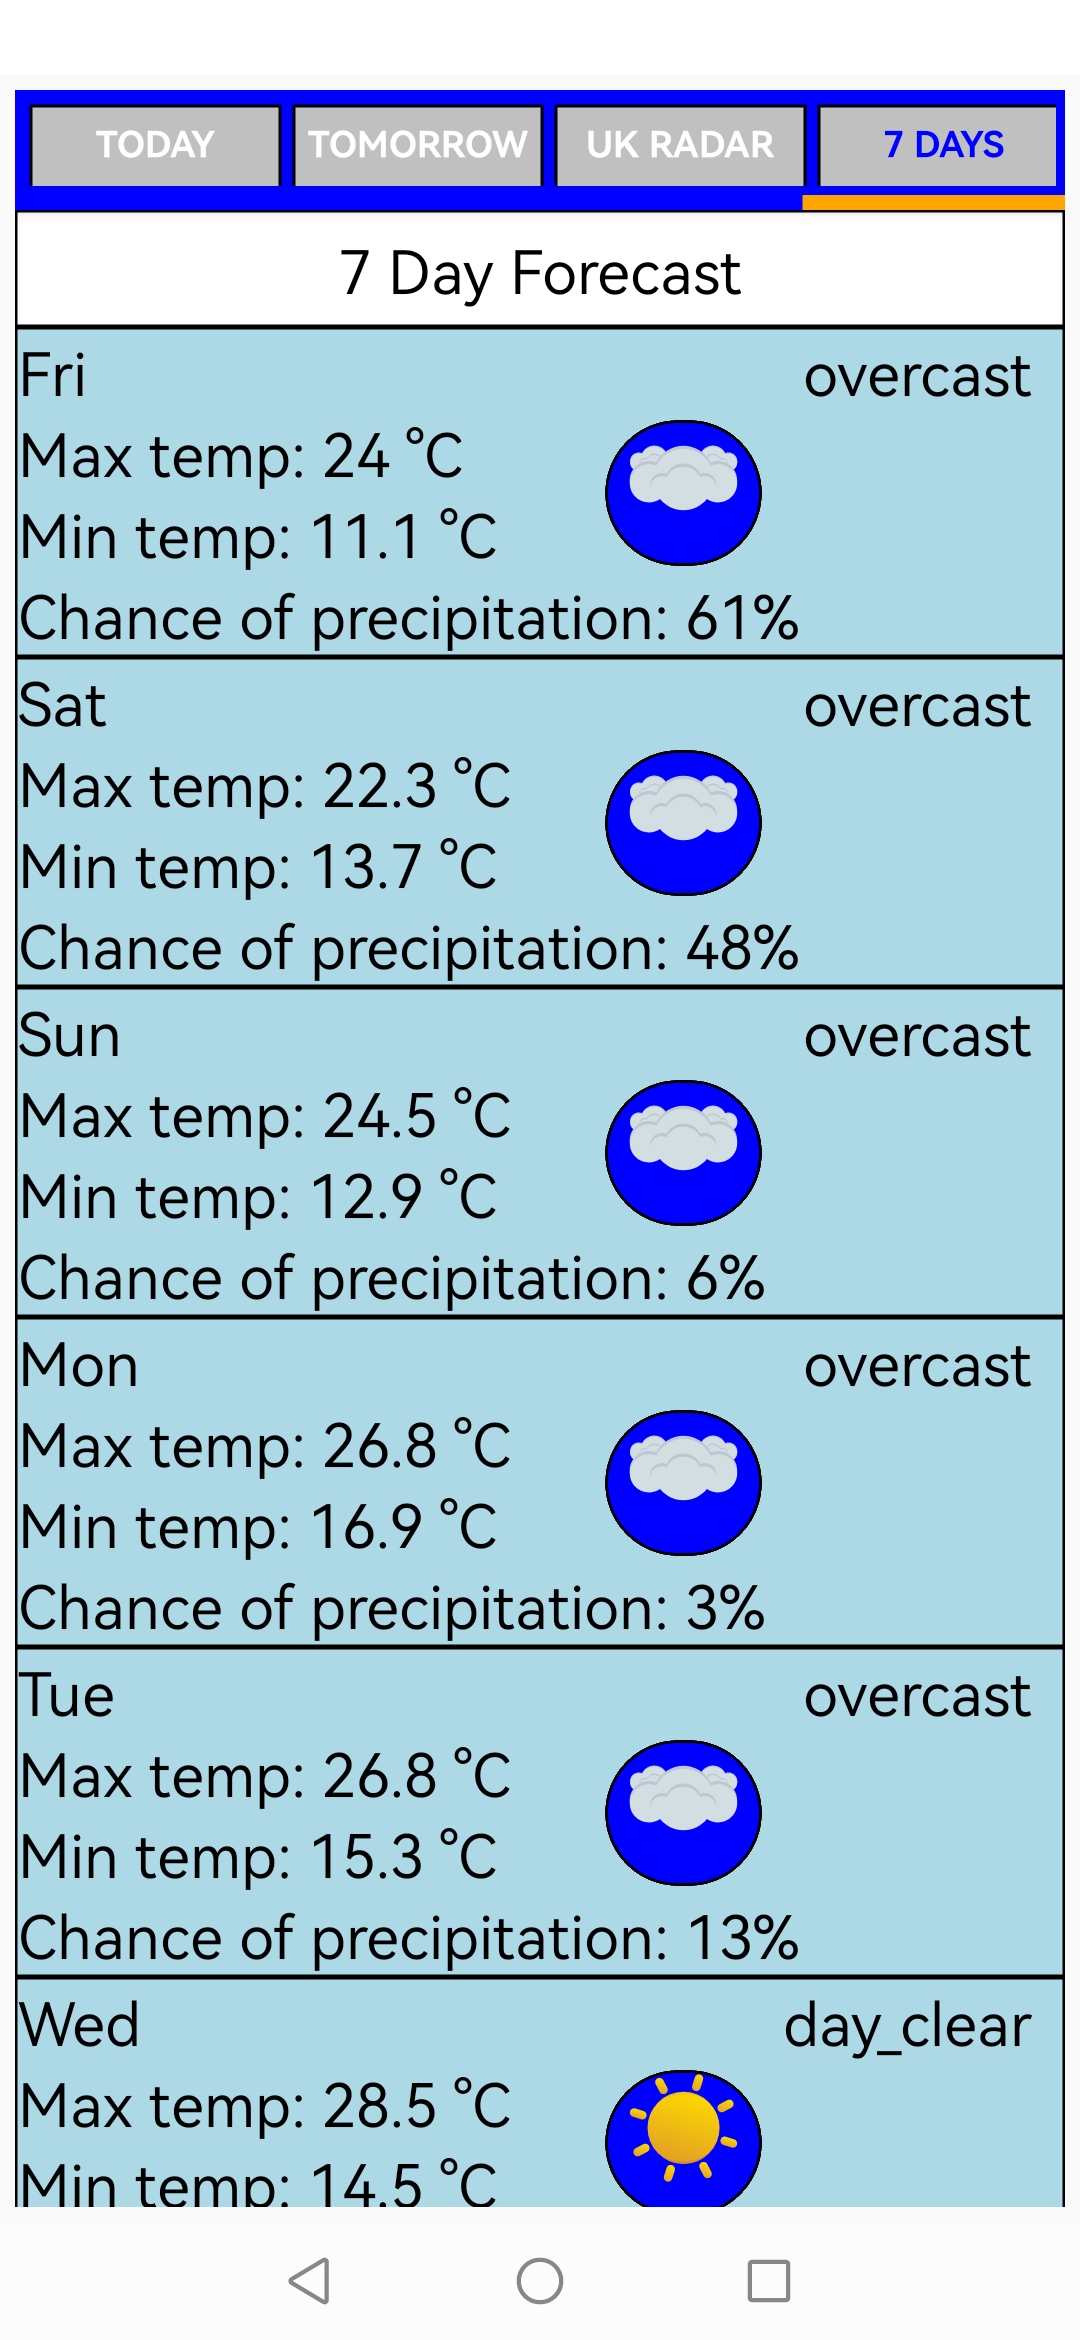 TODAY TOMORROW UK RADAR 7 DAYS
7 Day Forecast
Fri overcast
Max temp: 24 °C
Min temp: 11.1 °C
Chance of precipitation: 61%
Sat overcast
Max temp: 22.3 °C
Min temp: 13.7 °C
Chance of precipitation: 48%
Sun overcast
Max temp: 24.5 °C
Min temp: 12.9 °C
Chance of precipitation: 6%
Mon overcast
Max temp: 26.8 °C
Min temp: 16.9 °C
Chance of precipitation: 3%
Tue overcast
Max temp: 26.8 °C
Min temp: 15.3 °C
Chance of precipitation: 13%
Wed day_clear
Max temp: 28.5 °C
Min temp: 14.5 °C